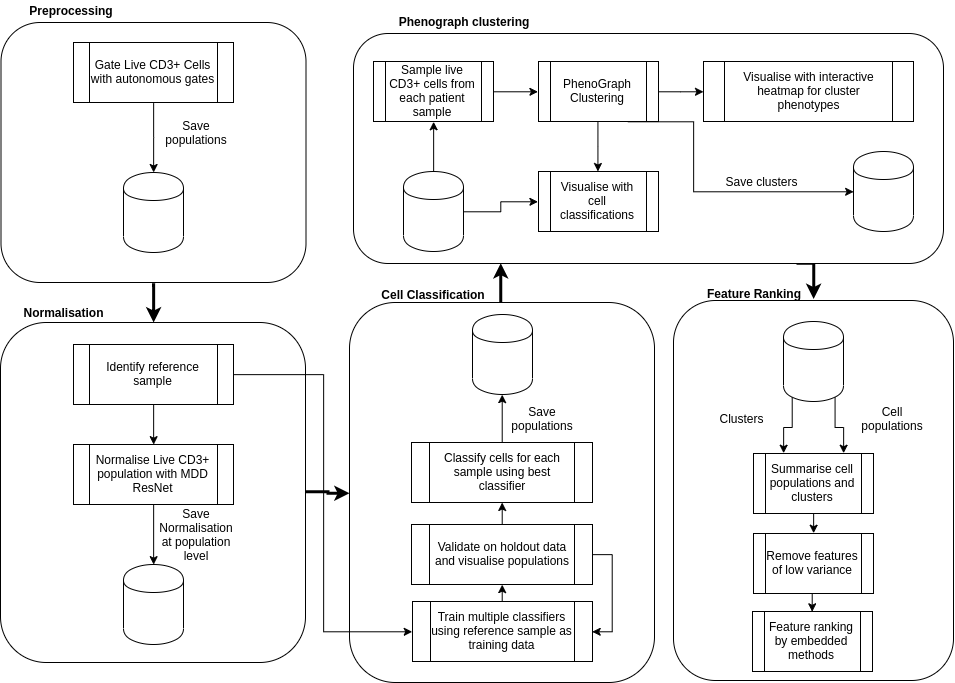 Preprocessing
Gate Live CD3+ Cells
with autonomous gates
Save
populations
Normalisation
Identify reference
sample
Normalise Live CD3+
population with MDD
ResNet
Save
Normalisation
at population
level
Phenograph clustering
Sample live
CD3+ cells from
each patient
sample
PhenoGraph
Clustering
Visualise with interactive
heatmap for cluster
phenotypes
Visualise with
cell
classifications
Save clusters
Cell Classification
Save
populations
Classify cells for each
sample using best
classifier
Validate on holdout data
and visualise populations
Train multiple classifiers
using reference sample as
training data
Feature Ranking
Clusters
Cell
populations
Summarise cell
populations and
clusters
Remove features
of low variance
Feature ranking
by embedded
methods